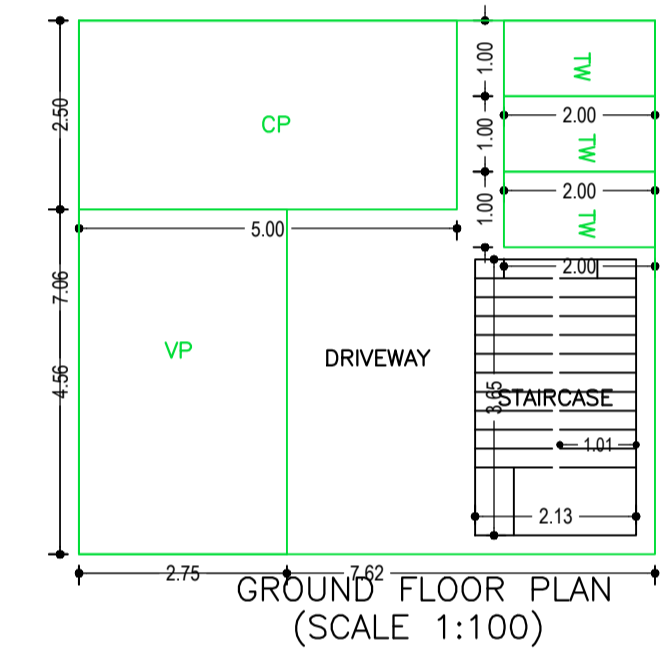 1.00
TW
2.50
CP
2.00
1.00
TW
2.00
1.00
TW
5.00
7.06
2.00
VP
DRIVEWAY
4.56
3.65
STAIRCASE
1.01
2.13
2.75
7.62
GROUND FLOOR PLAN
(SCALE 1:100)